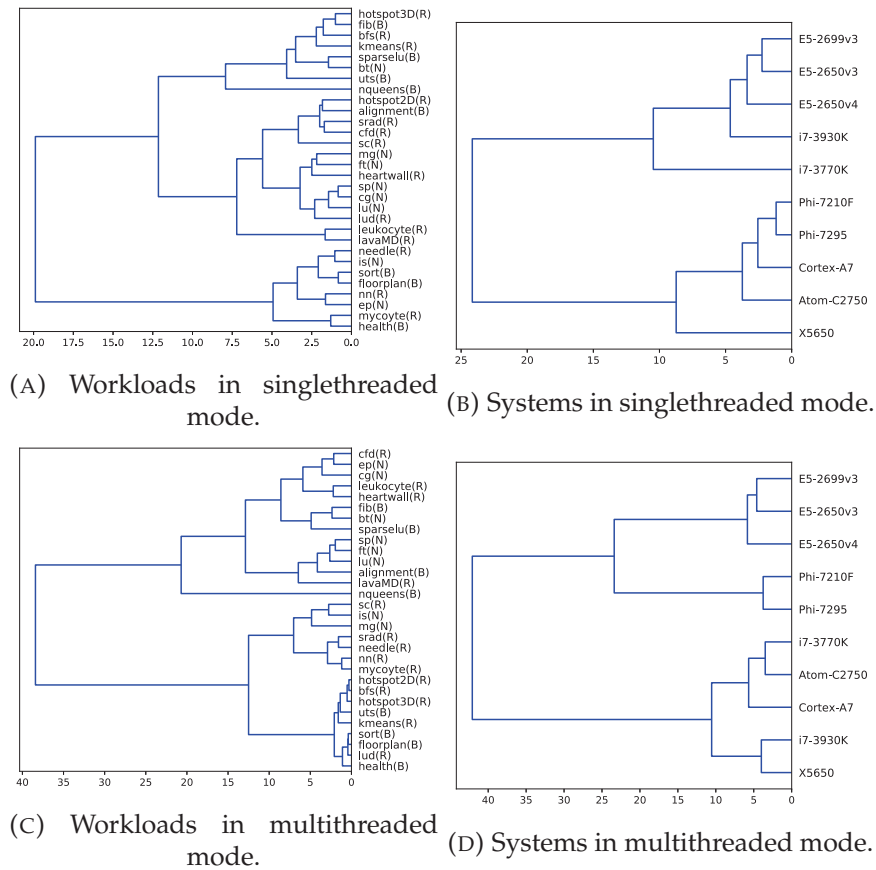 hotspot3D(R)
fib(B)
bfs(R)
kmeans(R)
sparselu(B)
bt(N)
uts(B)
nqueens(B)
hotspot2D(R)
alignment(B)
srad(R)
cfd(R)
sc(R)
mg(N)
ft(N)
heartwall(R)
sp(N)
cg(N)
lu(N)
lud(R)
leukocyte(R)
lavaMD(R)
needle(R)
is(N)
sort(B)
floorplan(B)
nn(R)
ep(N)
mycoyte(R)
health(B)
20.0 17.5 15.0 12.5 10.0 7.5 5.0 2.5 0.0
(A) Workloads in singlethreaded
mode.
E5-2699v3
E5-2650v3
E5-2650v4
i7-3930K
i7-3770K
Phi-7210F
Phi-7295
Cortex-A7
Atom-C2750
X5650
25 20 15 10 5 0
(B) Systems in singlethreaded mode.
cfd(R)
ep(N)
cg(N)
leukocyte(R)
heartwall(R)
fib(B)
bt(N)
sparselu(B)
sp(N)
ft(N)
lu(N)
alignment(B)
lavaMD(R)
nqueens(B)
sc(R)
is(N)
mg(N)
srad(R)
needle(R)
nn(R)
mycoyte(R)
hotspot2D(R)
bfs(R)
hotspot3D(R)
uts(B)
kmeans(R)
sort(B)
floorplan(B)
lud(R)
health(B)
40 35 30 25 20 15 10 5 0
(C) Workloads in multithreaded
mode.
E5-2699v3
E5-2650v3
E5-2650v4
Phi-7210F
Phi-7295
i7-3770K
Atom-C2750
Cortex-A7
i7-3930K
X5650
40 35 30 25 20 15 10 5 0
(D) Systems in multithreaded mode.